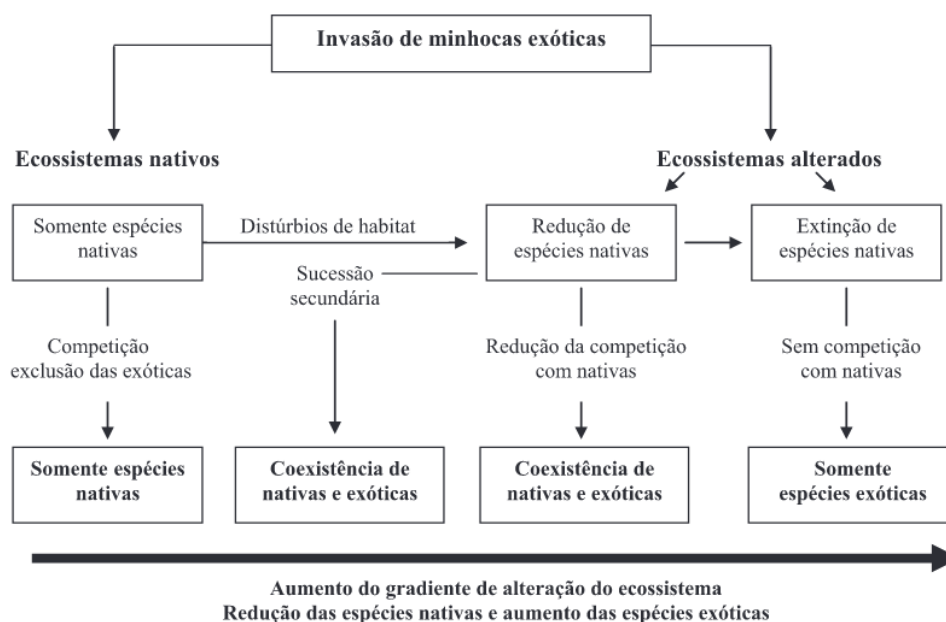 Invasão de minhocas exóticas
Ecossistemas nativos
Ecossistemas alterados
Somente espécies
nativas
Distúrbios de habitat
Redução de
espécies nativas
Extinção de
espécies nativas
Sucessão
secundária
Competição
exclusão das exóticas
Redução da competição
com nativas
Sem competição
com nativas
Somente espécies
nativas
Coexistência de
nativas e exóticas
Coexistência de
nativas e exóticas
Somente
espécies exóticas
Aumento do gradiente de alteração do ecossistema
Redução das espécies nativas e aumento das espécies exóticas